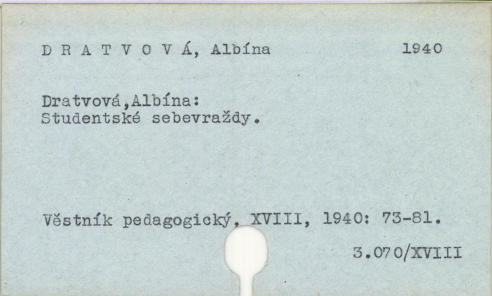 D R A T V O V Á, Albína 1940
Dratvová,Albína:
Studentské sebevraždy.
Věstník pedagogický, XVIII, 1940: 73-81.
3.070/XVIII